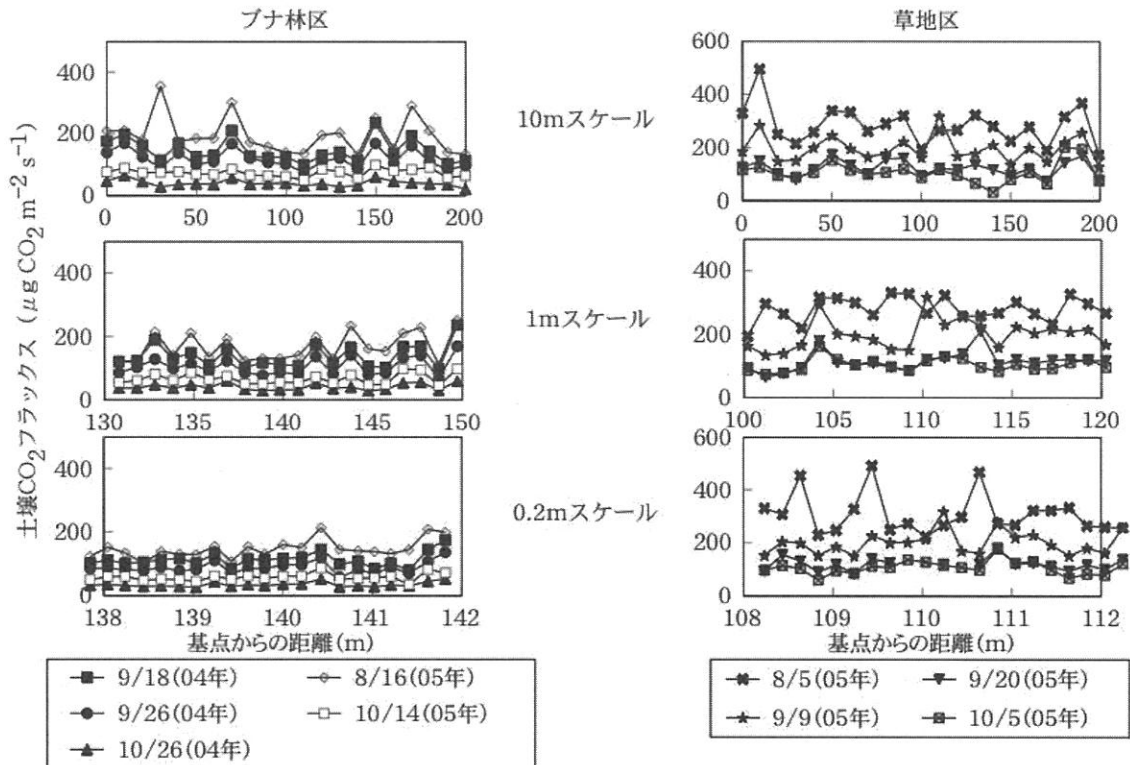 ブナ林区
草地区
土壌CO₂フラックス (μg CO₂ m⁻² s⁻¹)
400
200
0
0 50 100 150 200
10mスケール
600
400
200
0
0 50 100 150 200
400
200
0
130 135 140 145 150
1mスケール
400
200
0
100 105 110 115 120
400
200
0
138 139 140 141 142
基点からの距離(m)
0.2mスケール
600
400
200
0
108 109 110 111 112
基点からの距離(m)
9/18(04年) 8/16(05年)
9/26(04年) 10/14(05年)
10/26(04年)
8/5(05年) 9/20(05年)
9/9(05年) 10/5(05年)